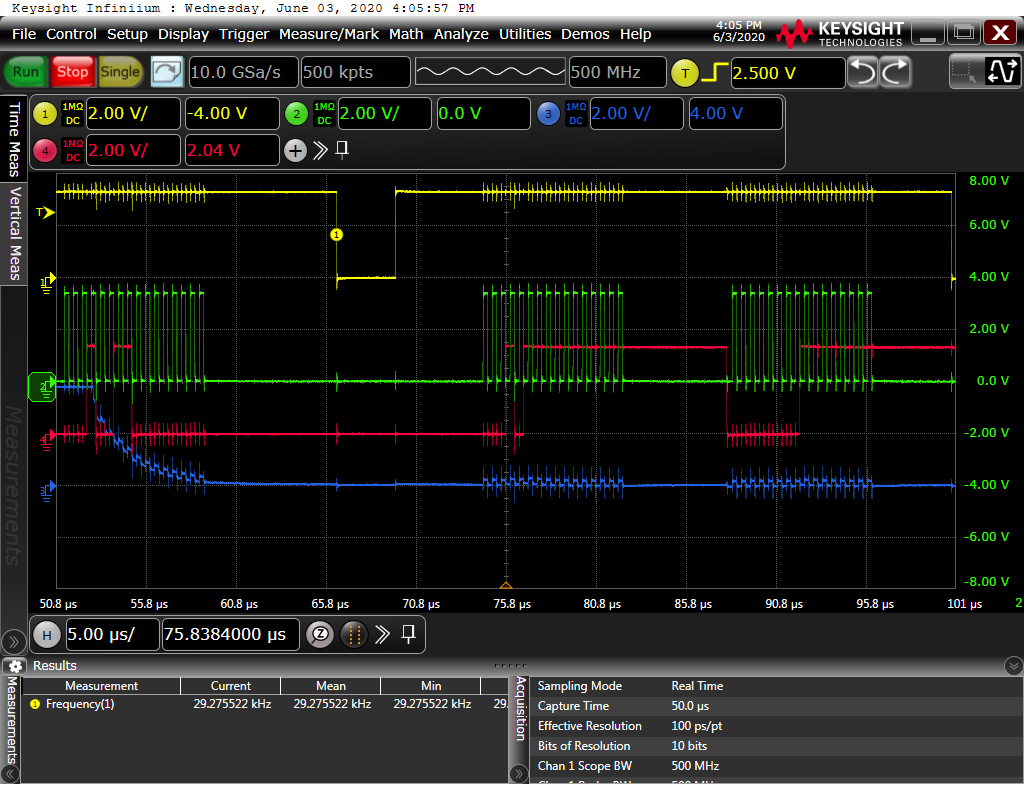 Keysight Infiniium : Wednesday, June 03, 2020 4:05:57 PM
File Control Setup Display Trigger Measure/Mark Math Analyze Utilities Demos Help
4:05 PM
6/3/2020
KEYSIGHT
TECHNOLOGIES
X
Run Stop Single 10.0 GSa/s 500 kpts 500 MHz T 2.500 V
1 1MΩ DC 2.00 V/ -4.00 V 2 1MΩ DC 2.00 V/ 0.0 V 3 1MΩ DC 2.00 V/ 4.00 V
4 1MΩ DC 2.00 V/ 2.04 V
Time Meas
Vertical Meas
Measurements
T
1
1
2
4
3
8.00 V
6.00 V
4.00 V
2.00 V
0.0 V
-2.00 V
-4.00 V
-6.00 V
-8.00 V
50.8 µs 55.8 µs 60.8 µs 65.8 µs 70.8 µs 75.8 µs 80.8 µs 85.8 µs 90.8 µs 95.8 µs 101 µs 2
H 5.00 µs/ 75.8384000 µs Z
Results
Measurements
Measurement Current Mean Min
1 Frequency(1) 29.275522 kHz 29.275522 kHz 29.275522 kHz 29.
Acquisition
Sampling Mode Real Time
Capture Time 50.0 µs
Effective Resolution 100 ps/pt
Bits of Resolution 10 bits
Chan 1 Scope BW 500 MHz